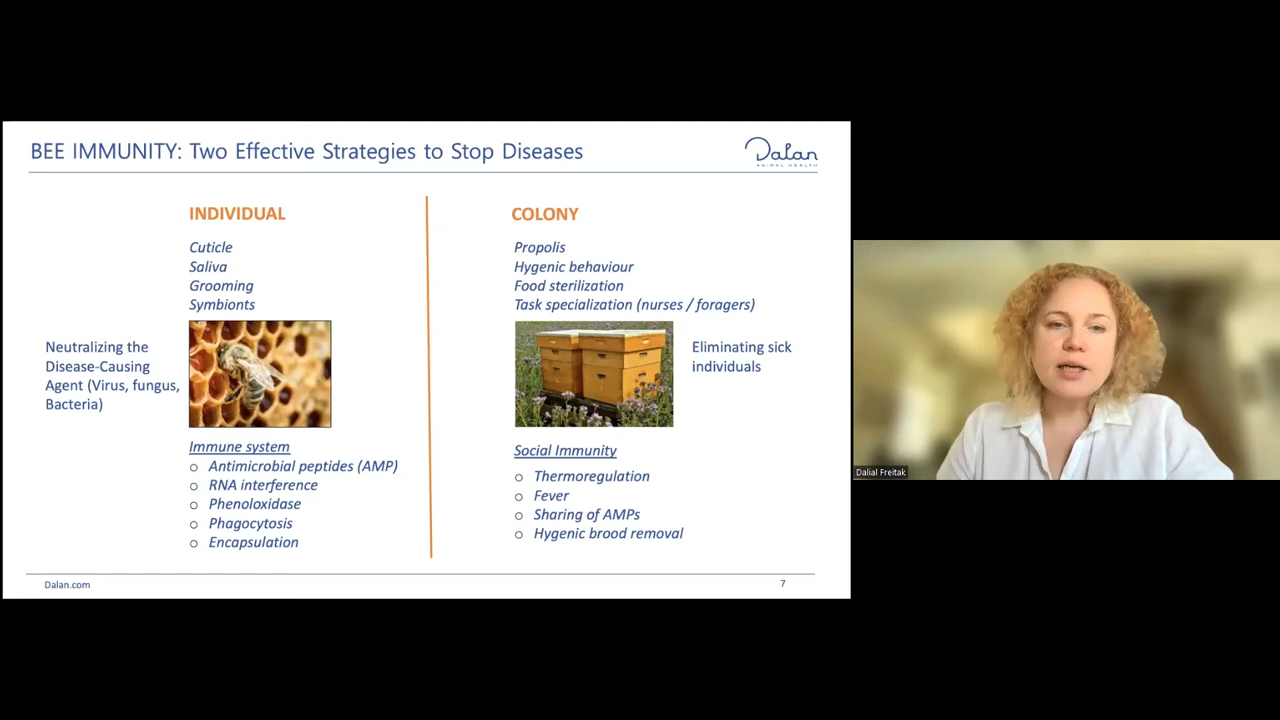 BEE IMMUNITY: Two Effective Strategies to Stop Diseases
Dalan
ANIMAL HEALTH
INDIVIDUAL
Cuticle
Saliva
Grooming
Symbionts
Neutralizing the
Disease-Causing
Agent (Virus, fungus,
Bacteria)
Immune system
o Antimicrobial peptides (AMP)
o RNA interference
o Phenoloxidase
o Phagocytosis
o Encapsulation
COLONY
Propolis
Hygenic behaviour
Food sterilization
Task specialization (nurses / foragers)
Eliminating sick
individuals
Social Immunity
o Thermoregulation
o Fever
o Sharing of AMPs
o Hygenic brood removal
Dalan.com
7
Dalial Freitak